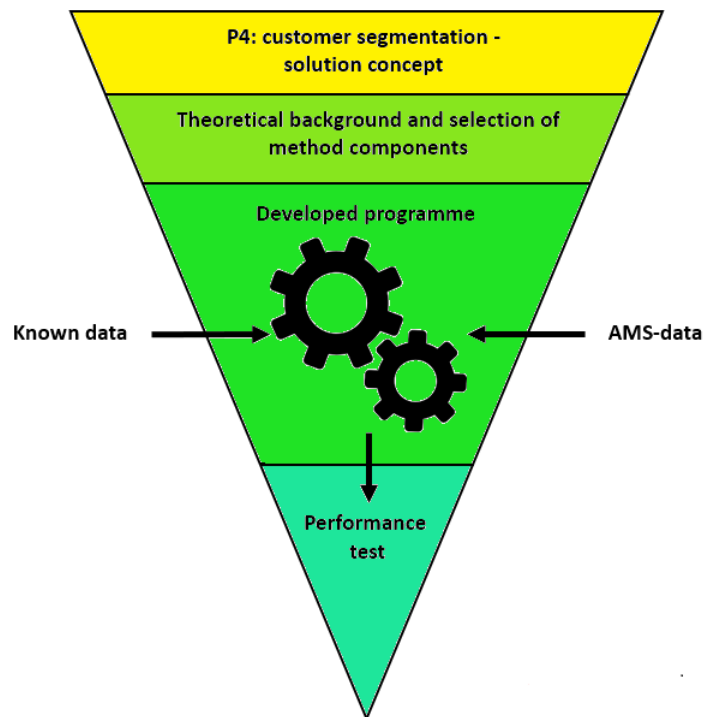 P4: customer segmentation -
solution concept
Theoretical background and selection of
method components
Developed programme
Known data
AMS-data
Performance
test